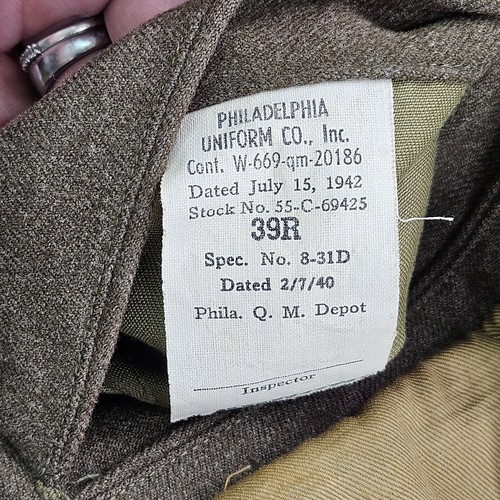 PHILADELPHIA
UNIFORM CO., Inc.
Cont. W-669-qm-20186
Dated July 15, 1942
Stock No. 55-C-69425
39R
Spec. No. 8-31D
Dated 2/7/40
Phila. Q. M. Depot
Inspector